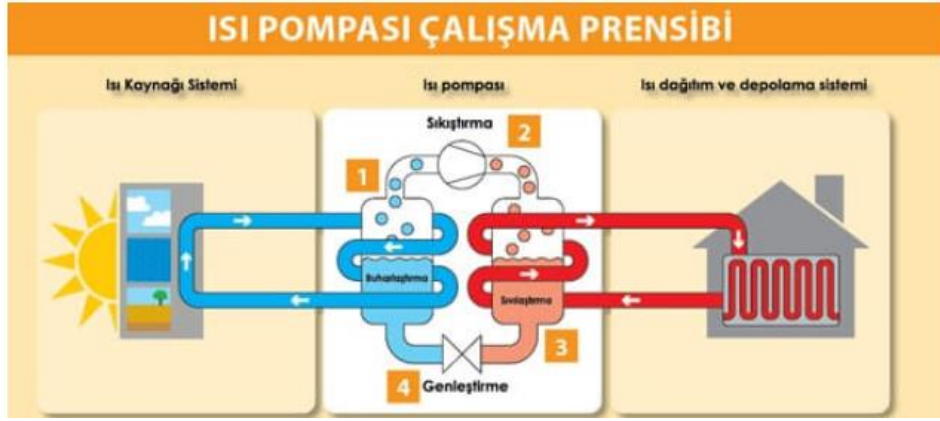 ISI POMPASI ÇALIŞMA PRENSİBİ
Isı Kaynağı Sistemi
Isı pompası
Isı dağıtım ve depolama sistemi
Sıkıştırma
2
1
Buharlaştırma
Sıvılaştırma
3
4
Genleştirme